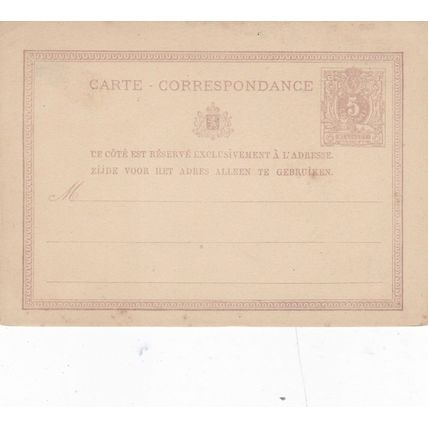 CARTE - CORRESPONDANCE
5
CE CÔTÉ EST RÉSERVÉ EXCLUSIVEMENT À L'ADRESSE.
ZIJDE VOOR HET ADRES ALLEEN TE GEBRUIKEN.
M